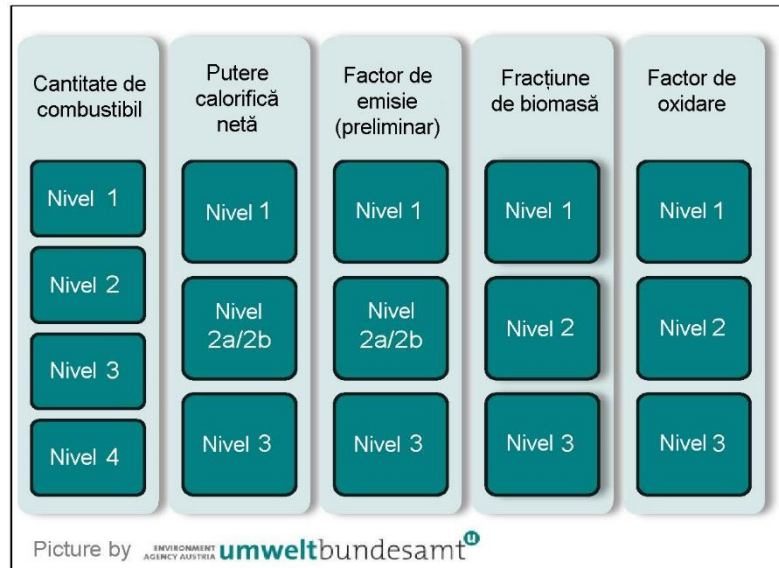 Cantitate de
combustibil
Nivel 1
Nivel 2
Nivel 3
Nivel 4
Putere
calorifică
netă
Nivel 1
Nivel
2a/2b
Nivel 3
Factor de
emisie
(preliminar)
Nivel 1
Nivel
2a/2b
Nivel 3
Fracțiune
de biomasă
Nivel 1
Nivel 2
Nivel 3
Factor de
oxidare
Nivel 1
Nivel 2
Nivel 3
Picture by ENVIRONMENT AGENCY AUSTRIA umweltbundesamt u